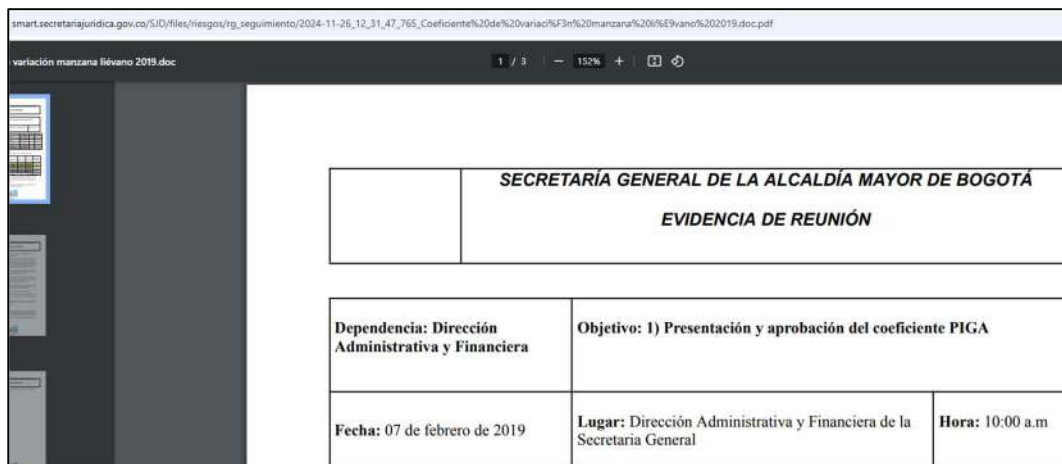 smart.secretariajuridica.gov.co/SJD/files/riesgos/rg_seguimiento/2024-11-26_12_31_47_765_Coeficiente%20de%20variaci%F3n%20manzana%20li%E9vano%202019.doc.pdf
variación manzana liévano 2019.doc
1 / 3
152%
SECRETARÍA GENERAL DE LA ALCALDÍA MAYOR DE BOGOTÁ
EVIDENCIA DE REUNIÓN
Dependencia: Dirección
Administrativa y Financiera
Objetivo: 1) Presentación y aprobación del coeficiente PIGA
Fecha: 07 de febrero de 2019
Lugar: Dirección Administrativa y Financiera de la
Secretaria General
Hora: 10:00 a.m